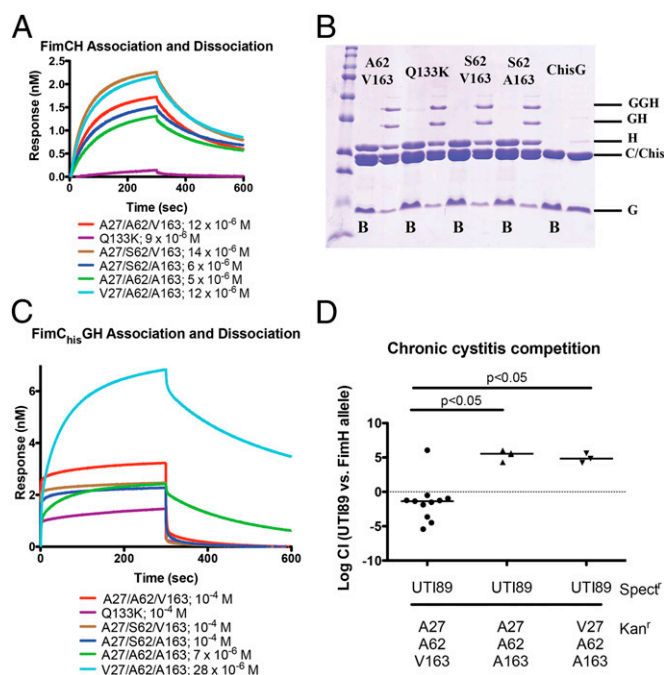 A
FimCH Association and Dissociation
Response (nM)
2.5
2.0
1.5
1.0
0.5
0.0
0 200 400 600
Time (sec)
A27/A62/V163; 12 x 10-6 M
Q133K; 9 x 10-6 M
A27/S62/V163; 14 x 10-6 M
A27/S62/A163; 6 x 10-6 M
A27/A62/A163; 5 x 10-6 M
V27/A62/A163; 12 x 10-6 M
B
A62 S62 S62
V163 Q133K V163 A163 ChisG
GGH
GH
H
C/Chis
G
B B B B B
C
FimChisGH Association and Dissociation
Response (nM)
6
4
2
0
0 200 400 600
Time (sec)
A27/A62/V163; 10-4 M
Q133K; 10-4 M
A27/S62/V163; 10-4 M
A27/S62/A163; 10-4 M
A27/A62/A163; 7 x 10-6 M
V27/A62/A163; 28 x 10-6 M
D
Chronic cystitis competition
p<0.05
p<0.05
Log CI (UTI89 vs. FimH allele)
10
5
0
-5
-10
UTI89 UTI89 UTI89 Spectr
A27 A27 V27 Kanr
A62 A62 A62
V163 A163 A163